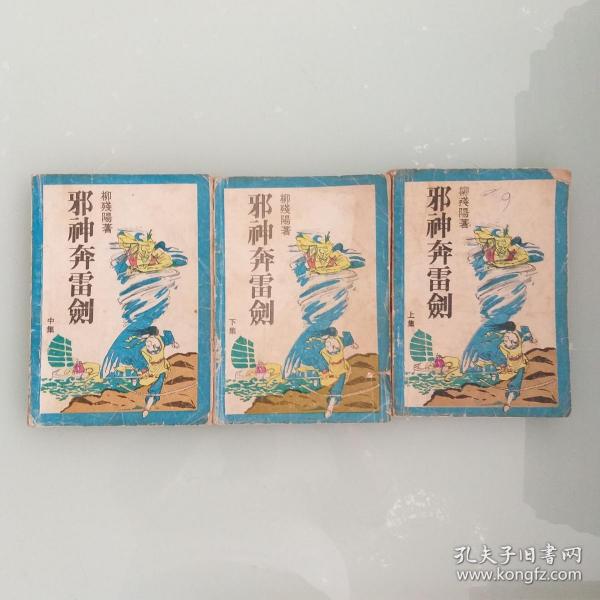 柳殘陽著
邪神奔雷劍
中集
柳殘陽著
邪神奔雷劍
下集
柳殘陽著
邪神奔雷劍
上集
9
孔夫子旧书网
www.kongfz.com